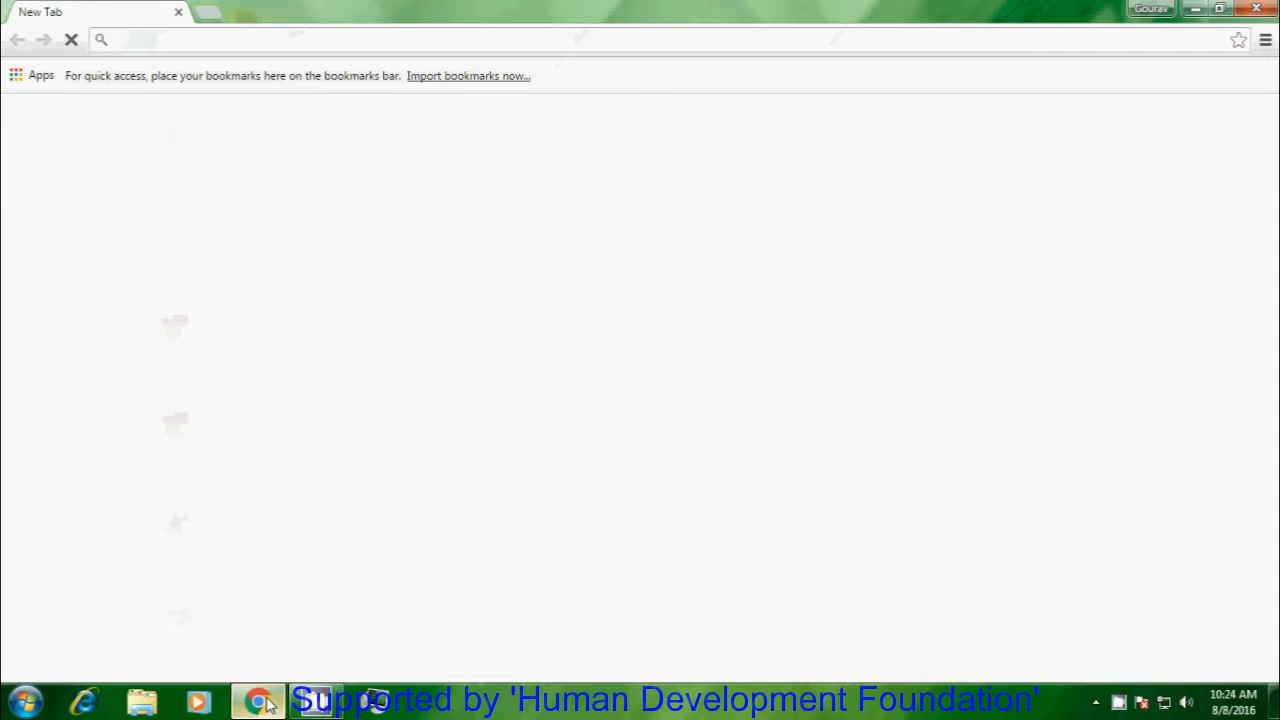 New Tab
Gourav
Apps For quick access, place your bookmarks here on the bookmarks bar. Import bookmarks now...
Supported by 'Human Development Foundation'
10:24 AM
8/8/2016